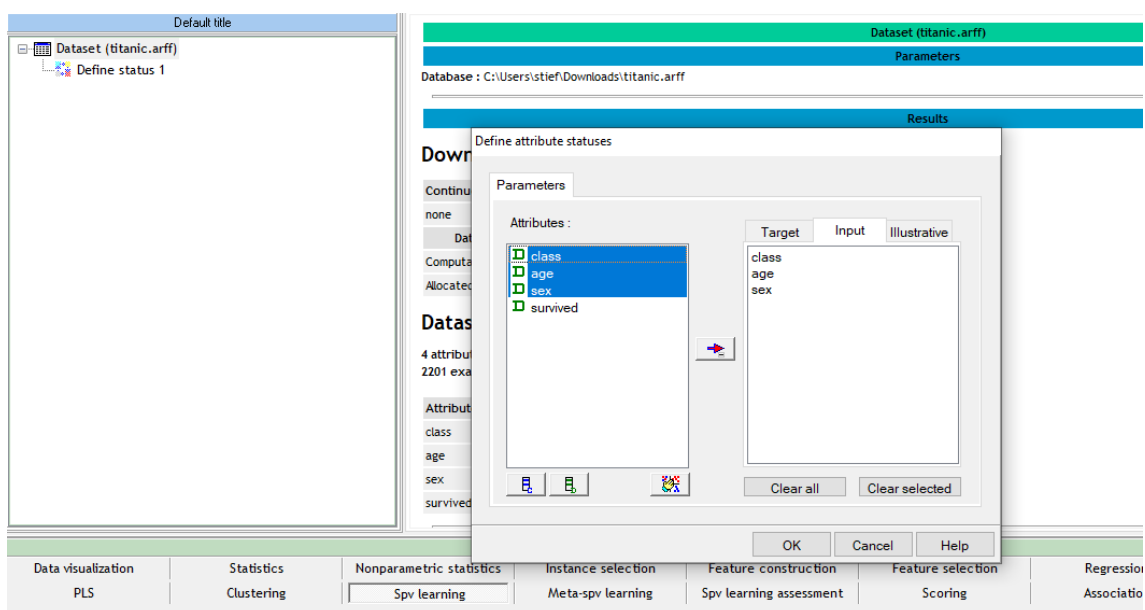 Default title
Dataset (titanic.arff)
Define status 1
Dataset (titanic.arff)
Parameters
Database : C:\Users\stief\Downloads\titanic.arff
Results
Down
Continu
none
Dat
Computa
Allocated
Datas
4 attribut
2201 exa
Attribut
class
age
sex
survived
Define attribute statuses
Parameters
Attributes :
class
age
sex
survived
Target Input Illustrative
class
age
sex
Clear all Clear selected
OK Cancel Help
Data visualization Statistics Nonparametric statistics Instance selection Feature construction Feature selection Regression
PLS Clustering Spv learning Meta-spv learning Spv learning assessment Scoring Associatio